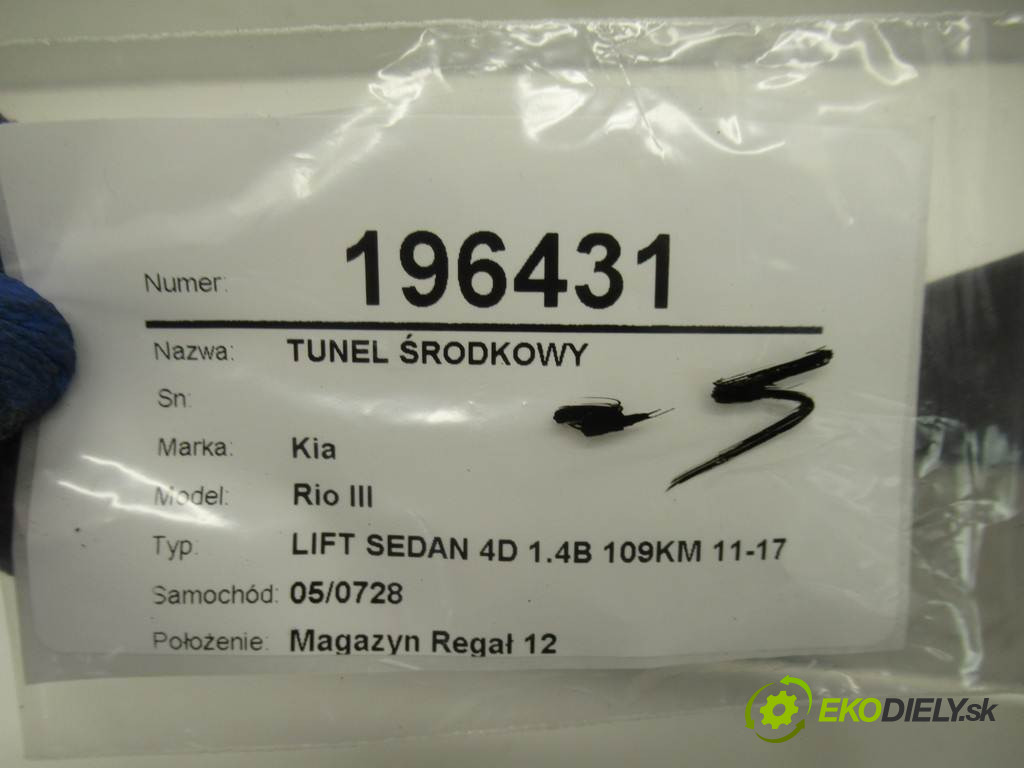 Numer: 196431
Nazwa: TUNEL ŚRODKOWY
Sn:
- 5
Marka: Kia
Model: Rio III
Typ: LIFT SEDAN 4D 1.4B 109KM 11-17
Samochód: 05/0728
Położenie: Magazyn Regał 12
EKODIELY.sk